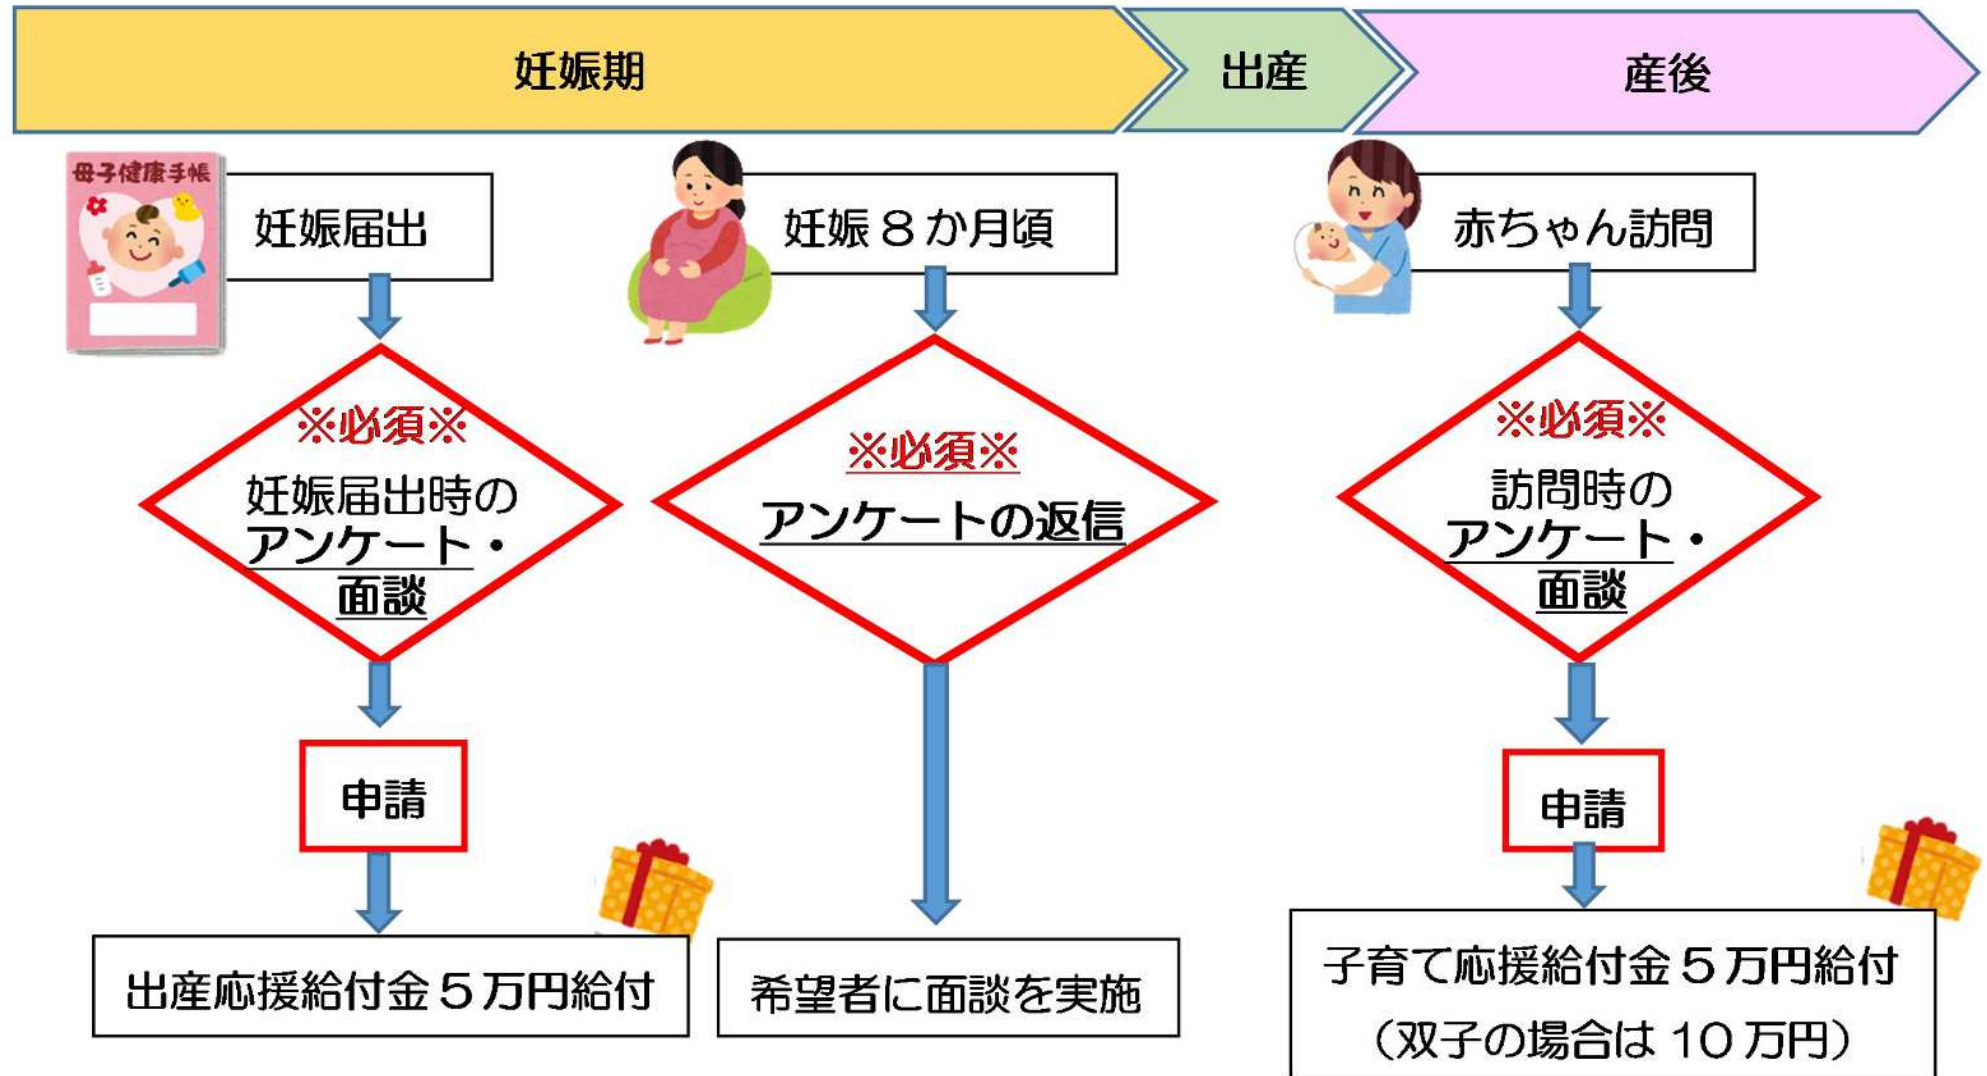 妊娠期
出産
産後
母子健康手帳
妊娠届出
妊娠8か月頃
赤ちゃん訪問
※必須※
妊娠届出時の
アンケート・
面談
※必須※
アンケートの返信
※必須※
訪問時の
アンケート・
面談
申請
申請
出産応援給付金5万円給付
希望者に面談を実施
子育て応援給付金5万円給付
(双子の場合は10万円)